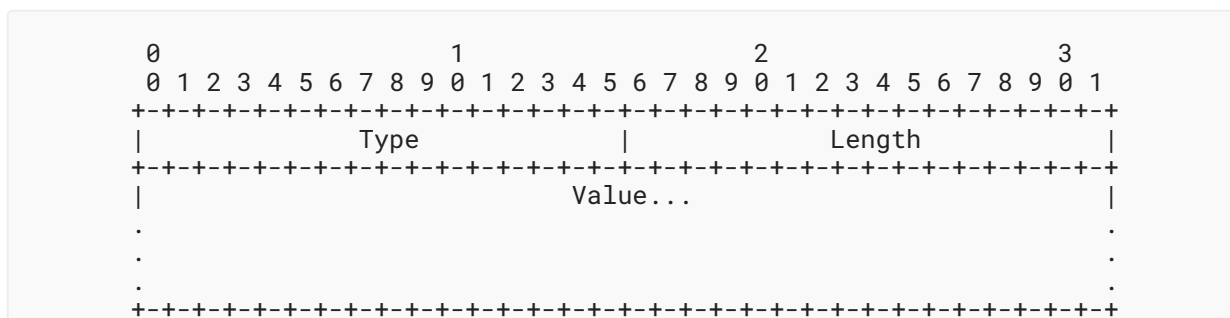 0                   1                   2                   3
 0 1 2 3 4 5 6 7 8 9 0 1 2 3 4 5 6 7 8 9 0 1 2 3 4 5 6 7 8 9 0 1
+-+-+-+-+-+-+-+-+-+-+-+-+-+-+-+-+-+-+-+-+-+-+-+-+-+-+-+-+-+-+-+-+
|              Type             |             Length            |
+-+-+-+-+-+-+-+-+-+-+-+-+-+-+-+-+-+-+-+-+-+-+-+-+-+-+-+-+-+-+-+-+
|                            Value...                           |
.                                                               .
.                                                               .
.                                                               .
+-+-+-+-+-+-+-+-+-+-+-+-+-+-+-+-+-+-+-+-+-+-+-+-+-+-+-+-+-+-+-+-+